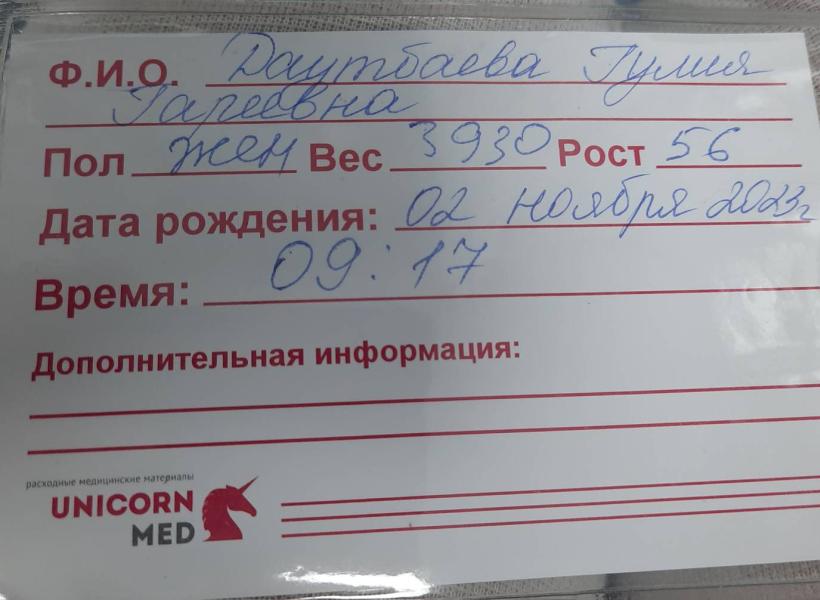 Ф.И.О. Даутбаева Гулия
Гареевна
Пол жен Вес 3930 Рост 56
Дата рождения: 02 ноября 2023г
Время: 09:17
Дополнительная информация:
расходные медицинские материалы
UNICORN
MED